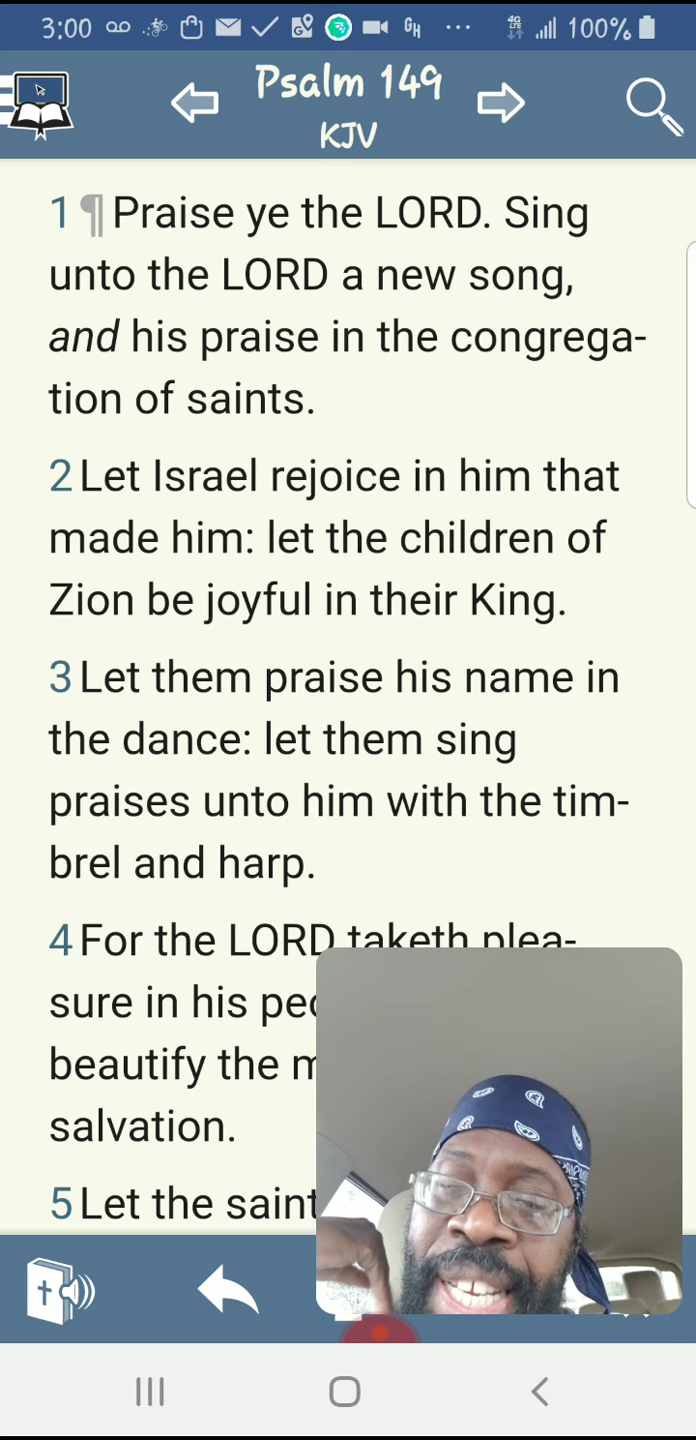 3:00 4G LTE 100%
Psalm 149
KJV
1 ¶ Praise ye the LORD. Sing
unto the LORD a new song,
and his praise in the congrega-
tion of saints.
2 Let Israel rejoice in him that
made him: let the children of
Zion be joyful in their King.
3 Let them praise his name in
the dance: let them sing
praises unto him with the tim-
brel and harp.
4 For the LORD taketh plea-
sure in his
beautify the
salvation.
5 Let the